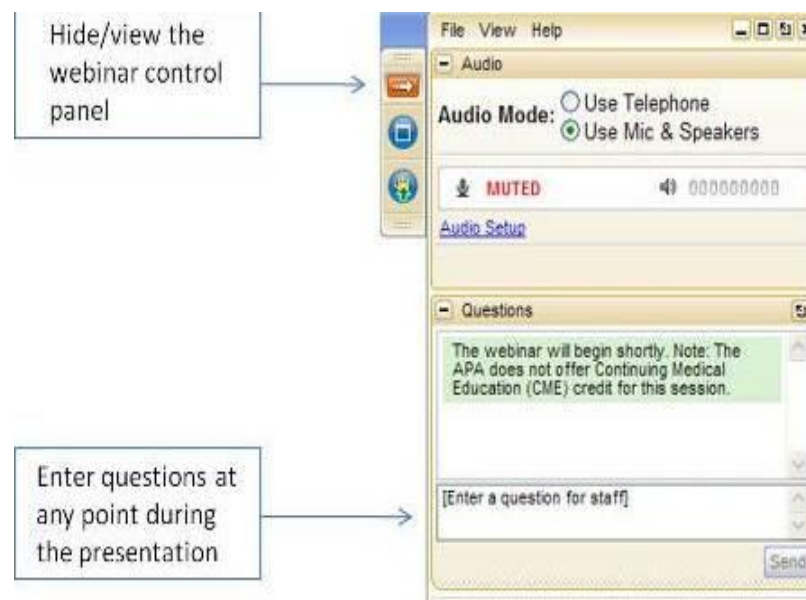 Hide/view the
webinar control
panel
File View Help
Audio
Audio Mode:
Use Telephone
Use Mic & Speakers
MUTED
Audio Setup
Questions
The webinar will begin shortly. Note: The
APA does not offer Continuing Medical
Education (CME) credit for this session.
Enter questions at
any point during
the presentation
[Enter a question for staff]
Send